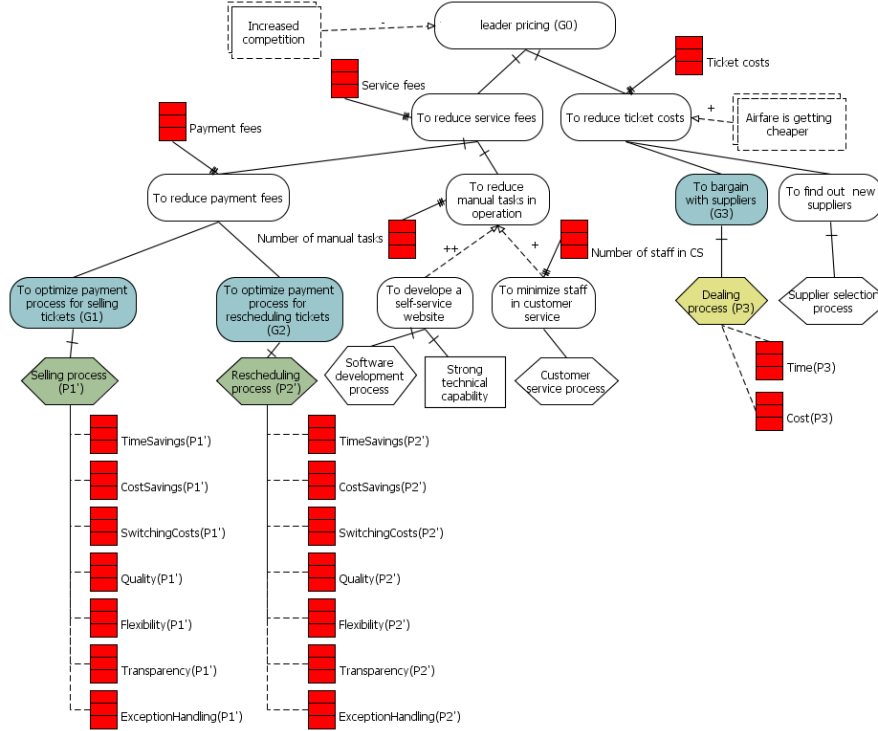 Increased
competition
-
leader pricing (G0)
Ticket costs
Service fees
Payment fees
To reduce service fees
To reduce ticket costs
+
Airfare is getting
cheaper
To reduce payment fees
To reduce
manual tasks in
operation
To bargain
with suppliers
(G3)
To find out new
suppliers
Number of manual tasks
++
+
Number of staff in CS
To optimize payment
process for selling
tickets (G1)
To optimize payment
process for
rescheduling tickets
(G2)
To develope a
self-service
website
To minimize staff
in customer
service
Dealing
process (P3)
Supplier selection
process
Selling process
(P1')
Rescheduling
process (P2')
Software
development
process
Strong
technical
capability
Customer
service process
Time(P3)
Cost(P3)
TimeSavings(P1')
TimeSavings(P2')
CostSavings(P1')
CostSavings(P2')
SwitchingCosts(P1')
SwitchingCosts(P2')
Quality(P1')
Quality(P2')
Flexibility(P1')
Flexibility(P2')
Transparency(P1')
Transparency(P2')
ExceptionHandling(P1')
ExceptionHandling(P2')